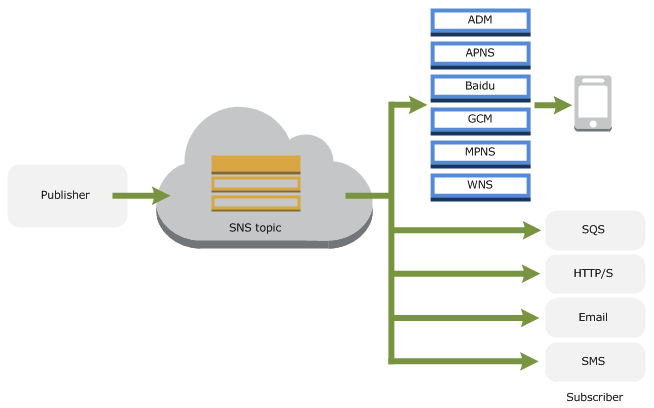 ADM
APNS
Baidu
GCM
MPNS
WNS
Publisher
SNS topic
SQS
HTTP/S
Email
SMS
Subscriber